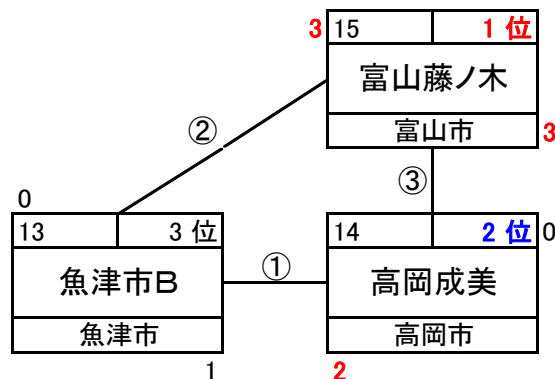 3 15 1 位
富山藤ノ木
富山市 3
②
③
0
13 3 位
魚津市B
魚津市
1
①
14 2 位 0
高岡成美
高岡市
2